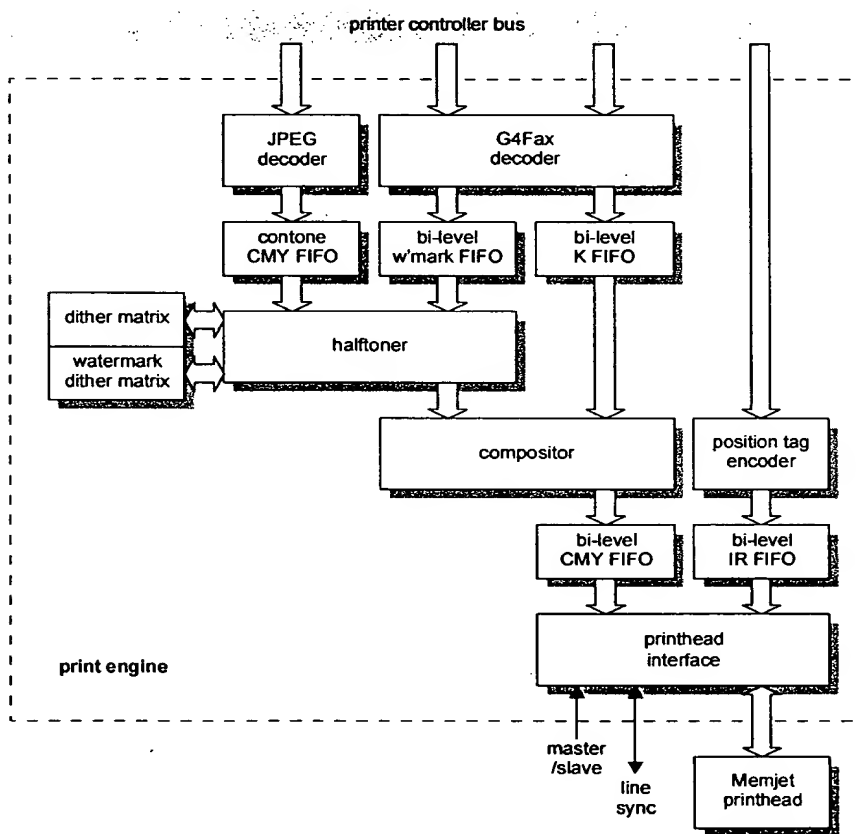 printer controller bus
JPEG
decoder
G4Fax
decoder
contone
CMY FIFO
bi-level
w'mark FIFO
bi-level
K FIFO
dither matrix
watermark
dither matrix
halftoner
compositor
position tag
encoder
bi-level
CMY FIFO
bi-level
IR FIFO
printhead
interface
print engine
master
/slave
line
sync
Memjet
printhead